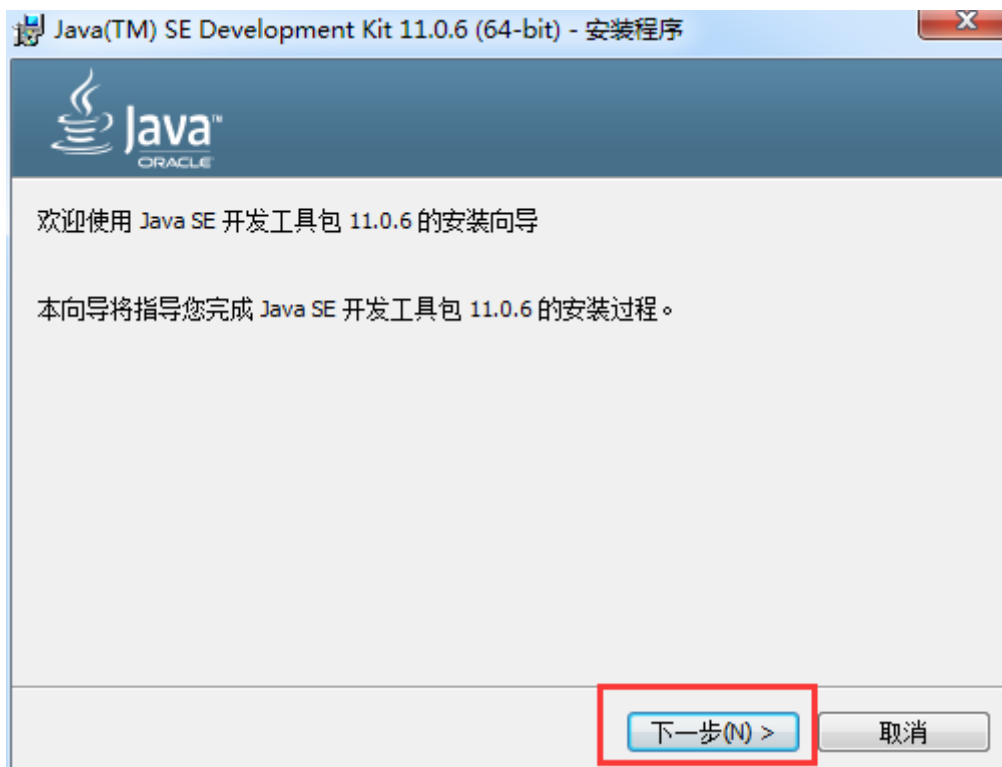 Java(TM) SE Development Kit 11.0.6 (64-bit) - 安装程序
Java™
ORACLE
欢迎使用 Java SE 开发工具包 11.0.6 的安装向导
本向导将指导您完成 Java SE 开发工具包 11.0.6 的安装过程。
下一步(N) >
取消